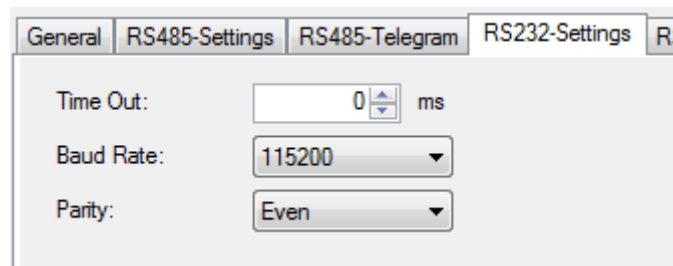 General RS485-Settings RS485-Telegram RS232-Settings
Time Out: 0 ms
Baud Rate: 115200
Parity: Even